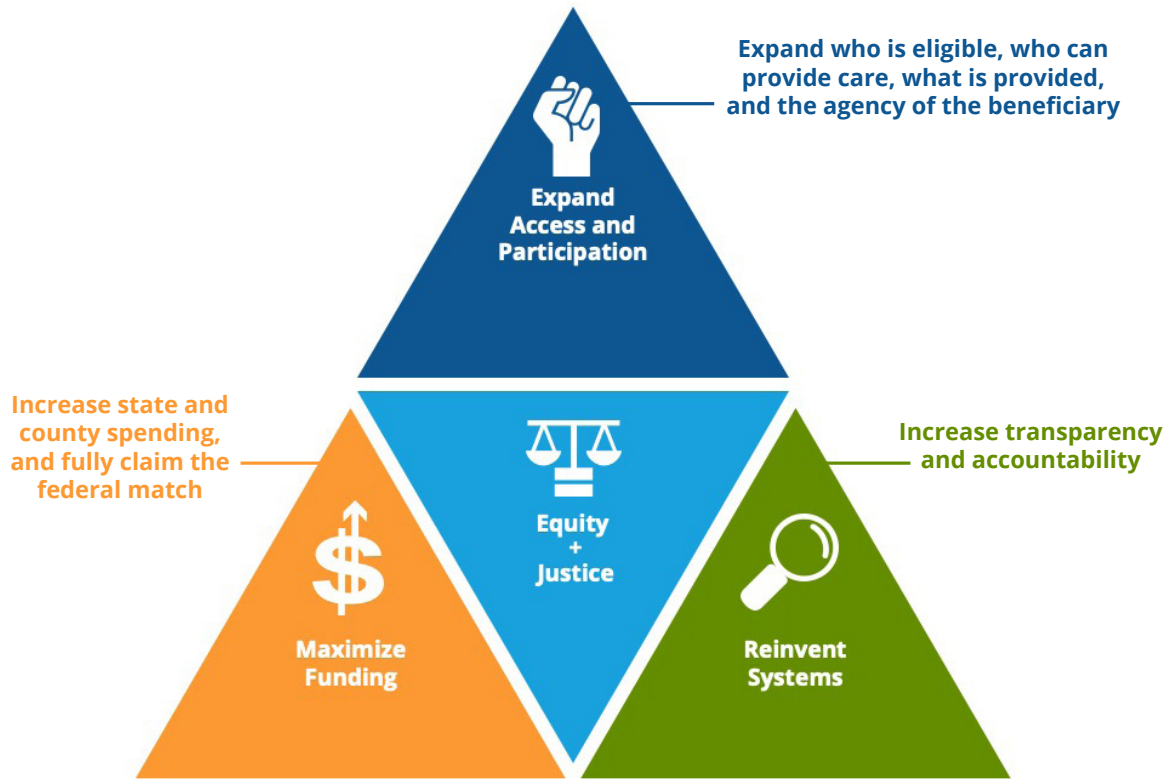 Expand who is eligible, who can
provide care, what is provided,
and the agency of the beneficiary
Expand
Access and
Participation
Increase state and
county spending,
and fully claim the
federal match
Equity
+
Justice
Increase transparency
and accountability
$
Maximize
Funding
Reinvent
Systems